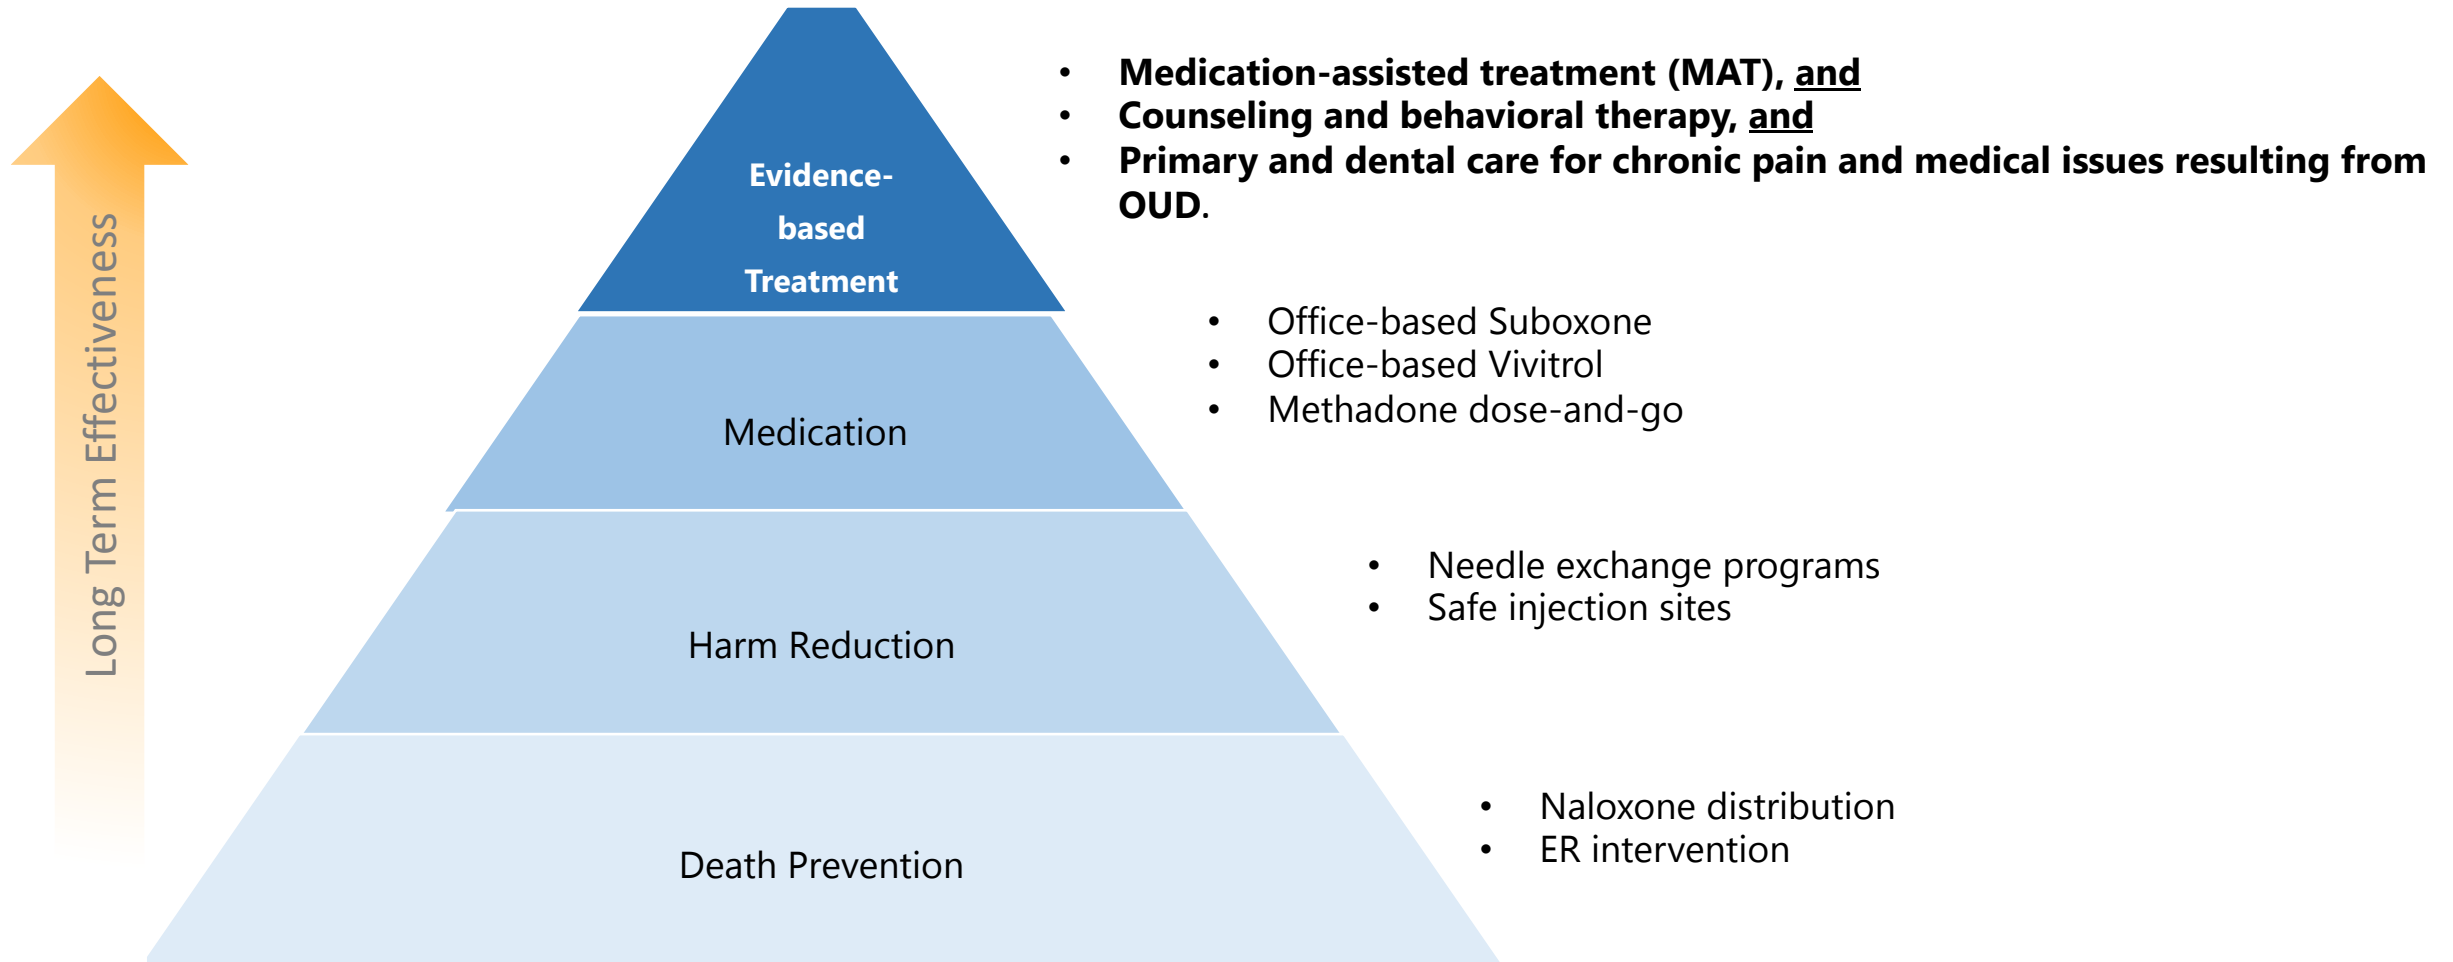 • Medication-assisted treatment (MAT), and
• Counseling and behavioral therapy, and
• Primary and dental care for chronic pain and medical issues resulting from
OUD.
Evidence-
based
Treatment
Long Term Effectiveness
• Office-based Suboxone
• Office-based Vivitrol
• Methadone dose-and-go
Medication
• Needle exchange programs
• Safe injection sites
Harm Reduction
• Naloxone distribution
• ER intervention
Death Prevention